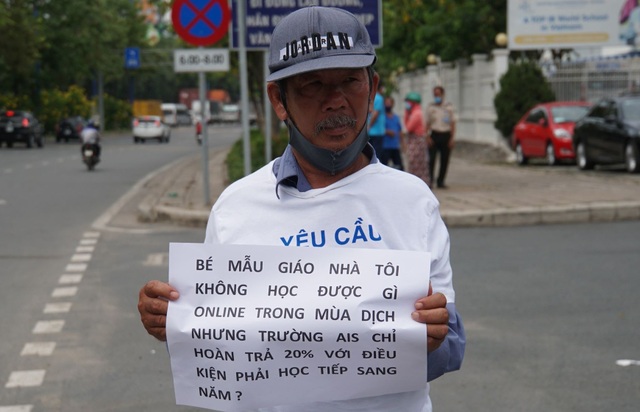 6:00-8:00
JORDAN
YÊU CẦU
BÉ MẪU GIÁO NHÀ TÔI
KHÔNG HỌC ĐƯỢC GÌ
ONLINE TRONG MÙA DỊCH
NHƯNG TRƯỜNG AIS CHỈ
HOÀN TRẢ 20% VỚI ĐIỀU
KIỆN PHẢI HỌC TIẾP SANG
NĂM ?